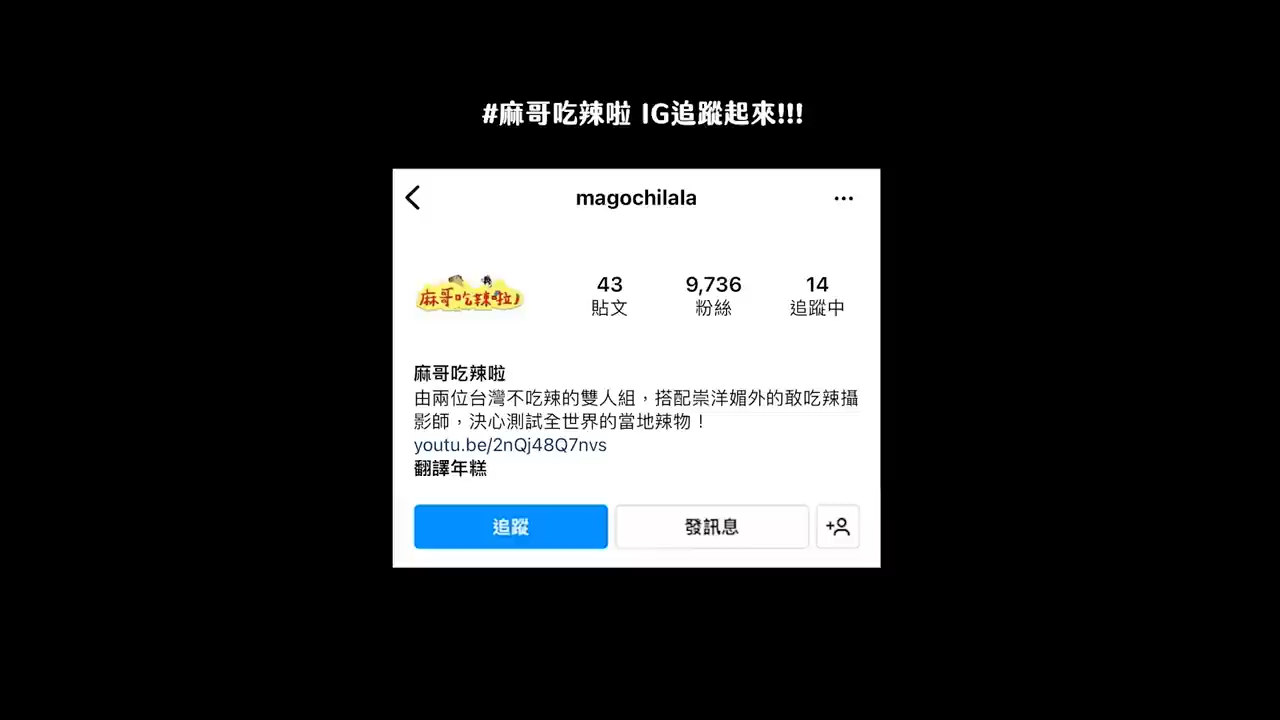 #麻哥吃辣啦 IG追蹤起來!!!
magochilala
麻哥吃辣啦
43 9,736 14
貼文 粉絲 追蹤中
麻哥吃辣啦
由兩位台灣不吃辣的雙人組，搭配崇洋媚外的敢吃辣攝
影師，決心測試全世界的當地辣物！
youtu.be/2nQj48Q7nvs
翻譯年糕
追蹤 發訊息